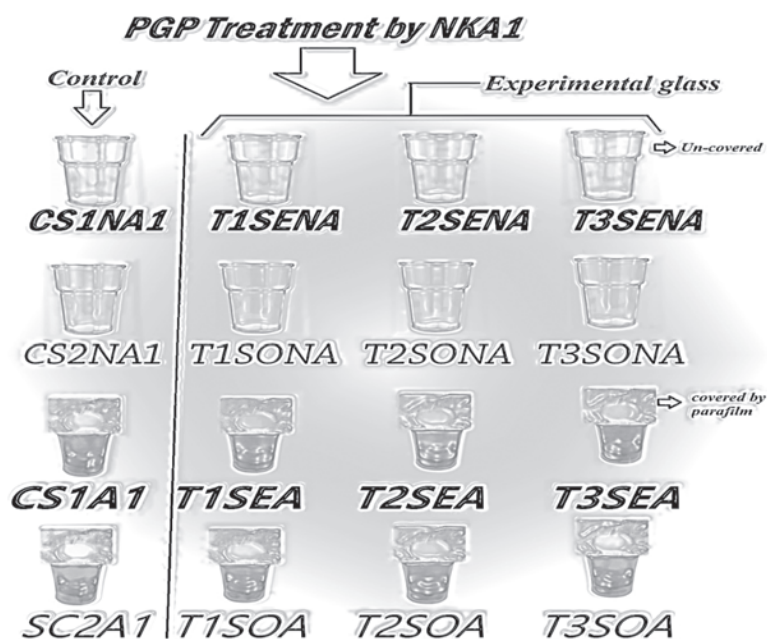 PGP Treatment by NKA1
Control
Experimental glass
Un-covered
CS1NA1 T1SENA T2SENA T3SENA
CS2NA1 T1SONA T2SONA T3SONA
covered by
parafilm
CS1A1 T1SEA T2SEA T3SEA
SC2A1 T1SOA T2SOA T3SOA